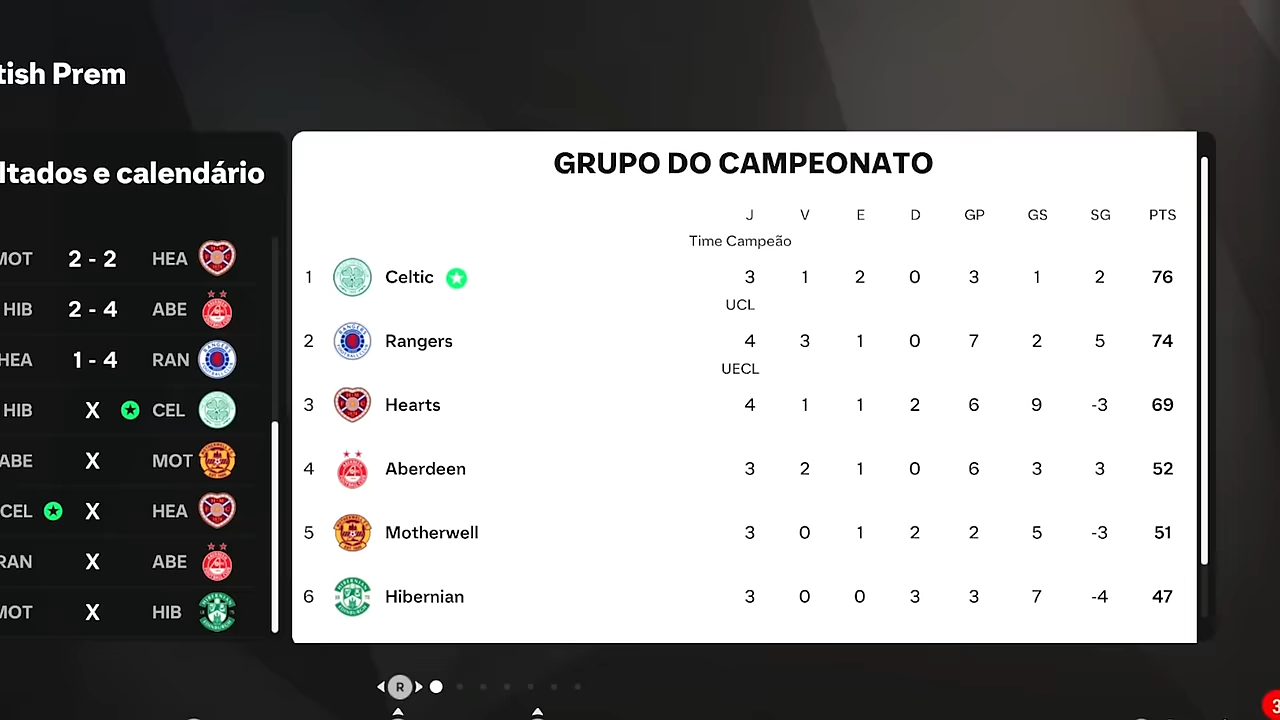 tish Prem
ltados e calendário
MOT 2 - 2 HEA
HIB 2 - 4 ABE
HEA 1 - 4 RAN
HIB X CEL
ABE X MOT
CEL X HEA
RAN X ABE
MOT X HIB
GRUPO DO CAMPEONATO
J V E D GP GS SG PTS
Time Campeão
1 Celtic 3 1 2 0 3 1 2 76
UCL
2 Rangers 4 3 1 0 7 2 5 74
UECL
3 Hearts 4 1 1 2 6 9 -3 69
4 Aberdeen 3 2 1 0 6 3 3 52
5 Motherwell 3 0 1 2 2 5 -3 51
6 Hibernian 3 0 0 3 3 7 -4 47
R
3